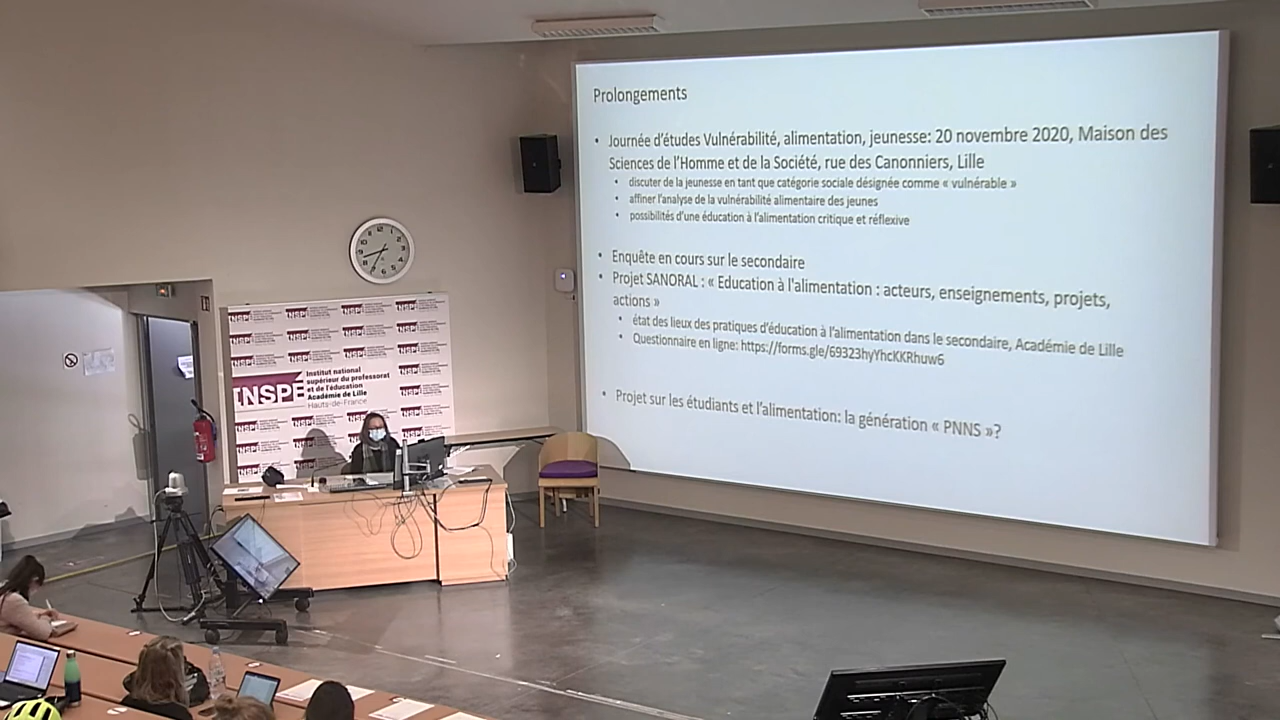 Prolongements
• Journée d'études Vulnérabilité, alimentation, jeunesse: 20 novembre 2020, Maison des
Sciences de l'Homme et de la Société, rue des Canonniers, Lille
• discuter de la jeunesse en tant que catégorie sociale désignée comme « vulnérable »
• affiner l'analyse de la vulnérabilité alimentaire des jeunes
• possibilités d'une éducation à l'alimentation critique et réflexive
• Enquête en cours sur le secondaire
• Projet SANORAL : « Education à l'alimentation : acteurs, enseignements, projets,
actions »
• état des lieux des pratiques d'éducation à l'alimentation dans le secondaire, Académie de Lille
• Questionnaire en ligne: https://forms.gle/69323hyYhcKKRhuw6
• Projet sur les étudiants et l'alimentation: la génération « PNNS »?
INSPE
Institut national
supérieur du professorat
et de l'éducation
Académie de Lille
Hauts-de-France